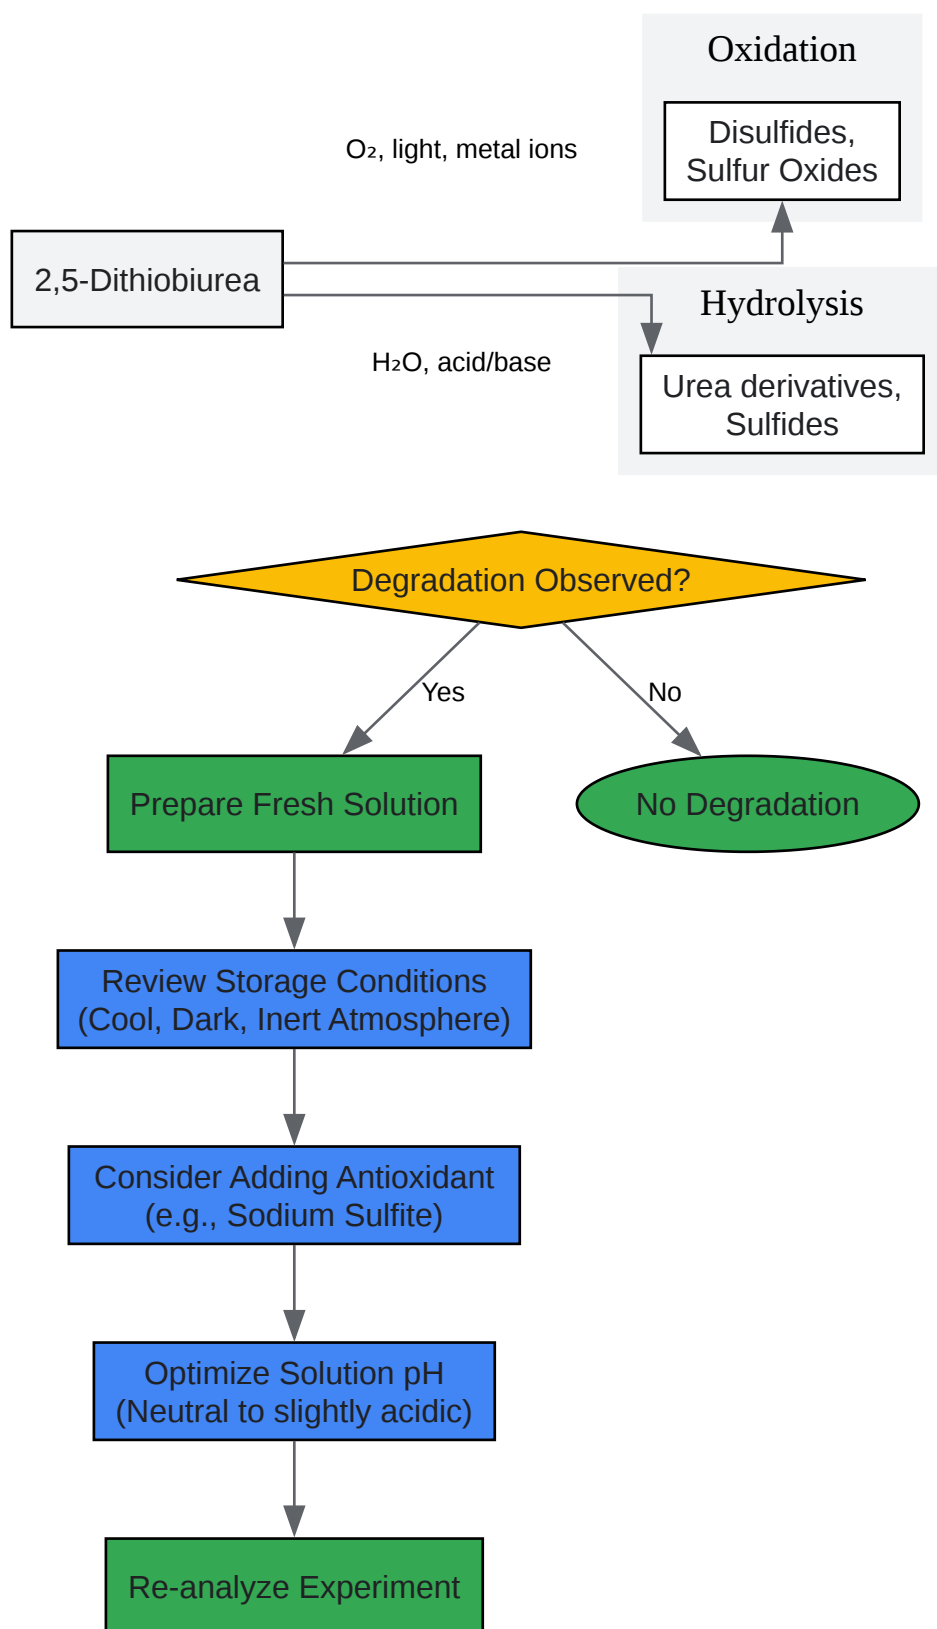 Oxidation
Disulfides,
Sulfur Oxides
O₂, light, metal ions
2,5-Dithiobiurea
Hydrolysis
H₂O, acid/base
Urea derivatives,
Sulfides
Degradation Observed?
Yes
No
Prepare Fresh Solution
No Degradation
Review Storage Conditions
(Cool, Dark, Inert Atmosphere)
Consider Adding Antioxidant
(e.g., Sodium Sulfite)
Optimize Solution pH
(Neutral to slightly acidic)
Re-analyze Experiment